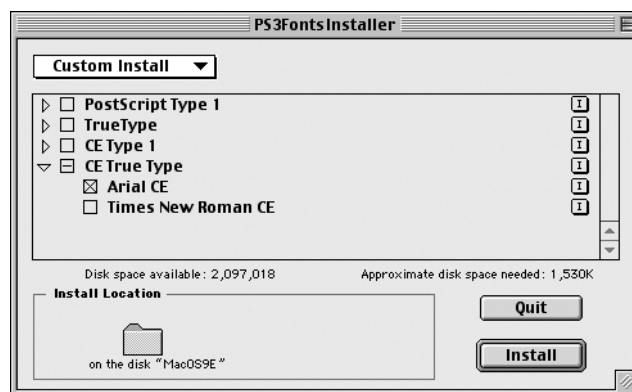 PS3FontsInstaller
Custom Install
PostScript Type 1
TrueType
CE Type 1
CE True Type
Arial CE
Times New Roman CE
Disk space available: 2,097,018 Approximate disk space needed: 1,530K
Install Location
on the disk “MacOS9E”
Quit
Install